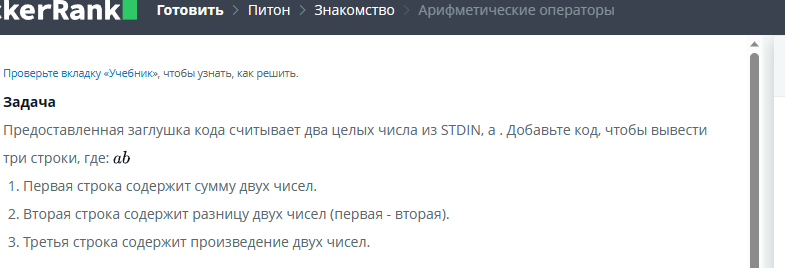 ckerRank Готовить > Питон > Знакомство > Арифметические операторы
Проверьте вкладку «Учебник», чтобы узнать, как решить.
Задача
Предоставленная заглушка кода считывает два целых числа из STDIN, а . Добавьте код, чтобы вывести
три строки, где: ab
1. Первая строка содержит сумму двух чисел.
2. Вторая строка содержит разницу двух чисел (первая - вторая).
3. Третья строка содержит произведение двух чисел.